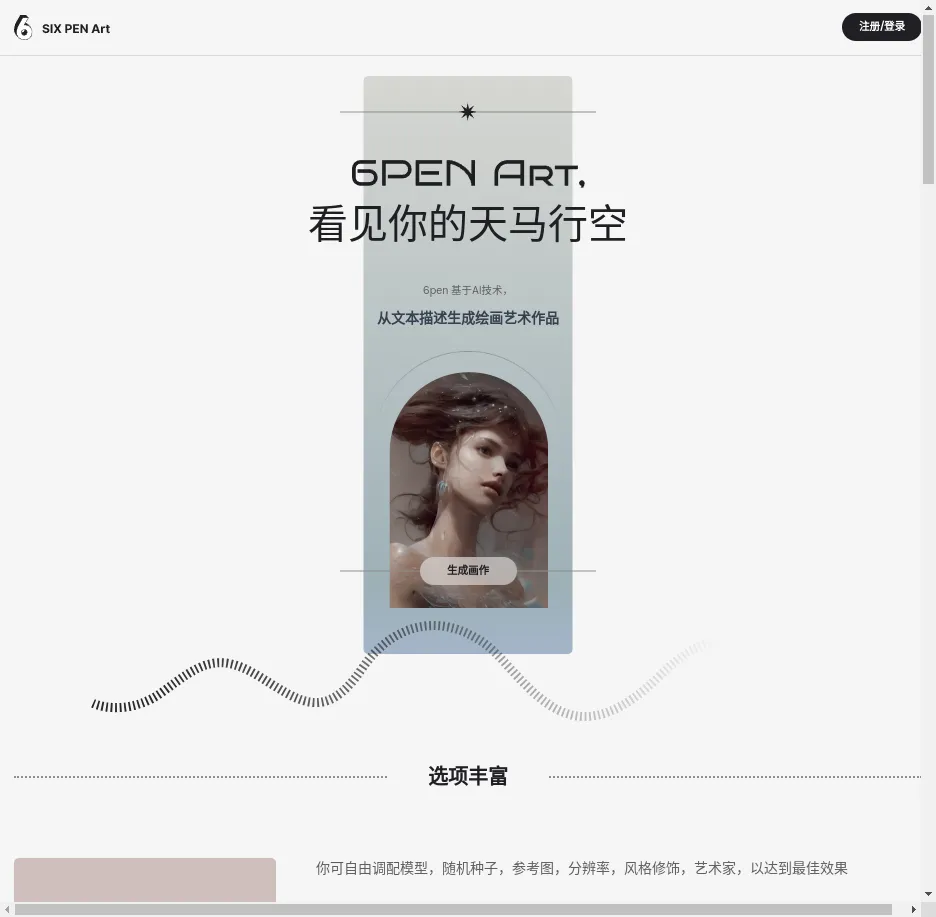 SIX PEN Art
注册/登录
6PEN Art,
看见你的天马行空
6pen 基于AI技术，
从文本描述生成绘画艺术作品
生成画作
选项丰富
你可自由调配模型，随机种子，参考图，分辨率，风格修饰，艺术家，以达到最佳效果